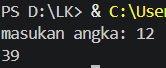 PS D:\LK> & C:\User
masukan angka: 12
39